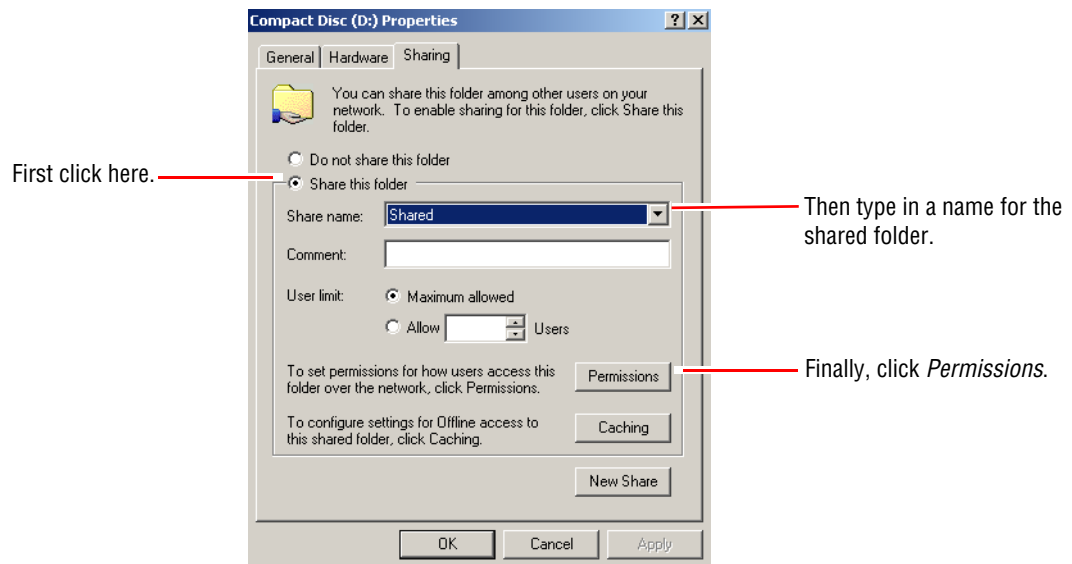 Compact Disc (D:) Properties
General
Hardware
Sharing
You can share this folder among other users on your
network. To enable sharing for this folder, click Share this
folder.
Do not share this folder
First click here.
Share this folder
Share name:
Shared
Then type in a name for the
shared folder.
Comment:
User limit:
Maximum allowed
Allow
Users
To set permissions for how users access this
folder over the network, click Permissions.
Permissions
Finally, click Permissions.
To configure settings for Offline access to
this shared folder, click Caching.
Caching
New Share
OK
Cancel
Apply